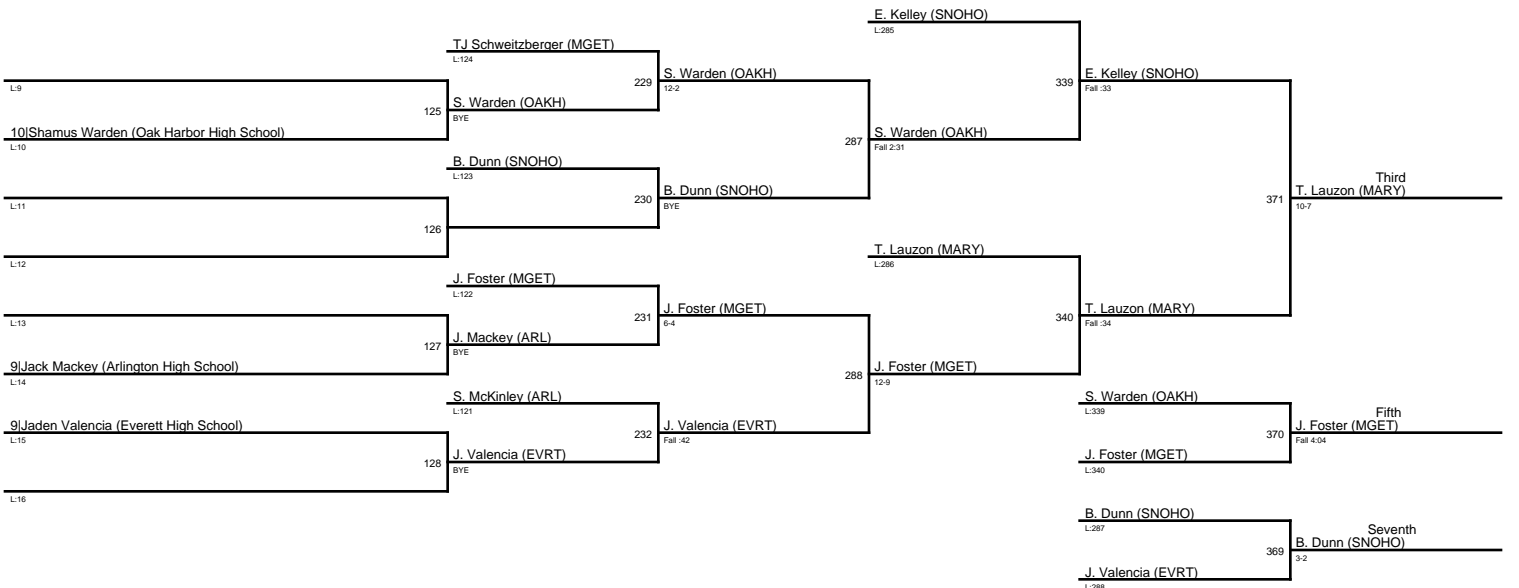 E. Kelley (SNOHO)
L:285
TJ Schweitzberger (MGET)
L:124
229
S. Warden (OAKH)
12-2
339
E. Kelley (SNOHO)
Fall :33
L:9
125
S. Warden (OAKH)
BYE
10|Shamus Warden (Oak Harbor High School)
L:10
287
S. Warden (OAKH)
Fall 2:31
B. Dunn (SNOHO)
L:123
230
B. Dunn (SNOHO)
BYE
L:11
126
L:12
371
Third
T. Lauzon (MARY)
10-7
T. Lauzon (MARY)
L:286
J. Foster (MGET)
L:122
231
J. Foster (MGET)
6-4
340
T. Lauzon (MARY)
Fall :34
L:13
127
J. Mackey (ARL)
BYE
9|Jack Mackey (Arlington High School)
L:14
288
J. Foster (MGET)
12-9
S. McKinley (ARL)
L:121
232
J. Valencia (EVRT)
Fall :42
9|Jaden Valencia (Everett High School)
L:15
128
J. Valencia (EVRT)
BYE
L:16
S. Warden (OAKH)
L:339
370
Fifth
J. Foster (MGET)
Fall 4:04
J. Foster (MGET)
L:340
B. Dunn (SNOHO)
L:287
369
Seventh
B. Dunn (SNOHO)
3-2
J. Valencia (EVRT)
L:288